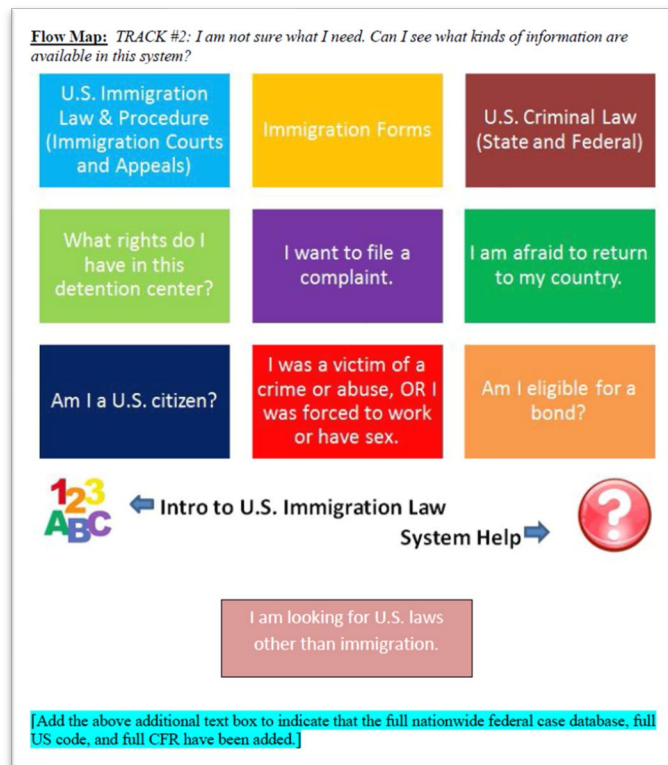 Flow Map: TRACK #2: I am not sure what I need. Can I see what kinds of information are
available in this system?
U.S. Immigration
Law & Procedure
(Immigration Courts
and Appeals)
Immigration Forms
U.S. Criminal Law
(State and Federal)
What rights do I
have in this
detention center?
I want to file a
complaint.
I am afraid to return
to my country.
Am I a U.S. citizen?
I was a victim of a
crime or abuse, OR I
was forced to work
or have sex.
Am I eligible for a
bond?
123
ABC
Intro to U.S. Immigration Law
System Help
?
I am looking for U.S. laws
other than immigration.
[Add the above additional text box to indicate that the full nationwide federal case database, full
US code, and full CFR have been added.]